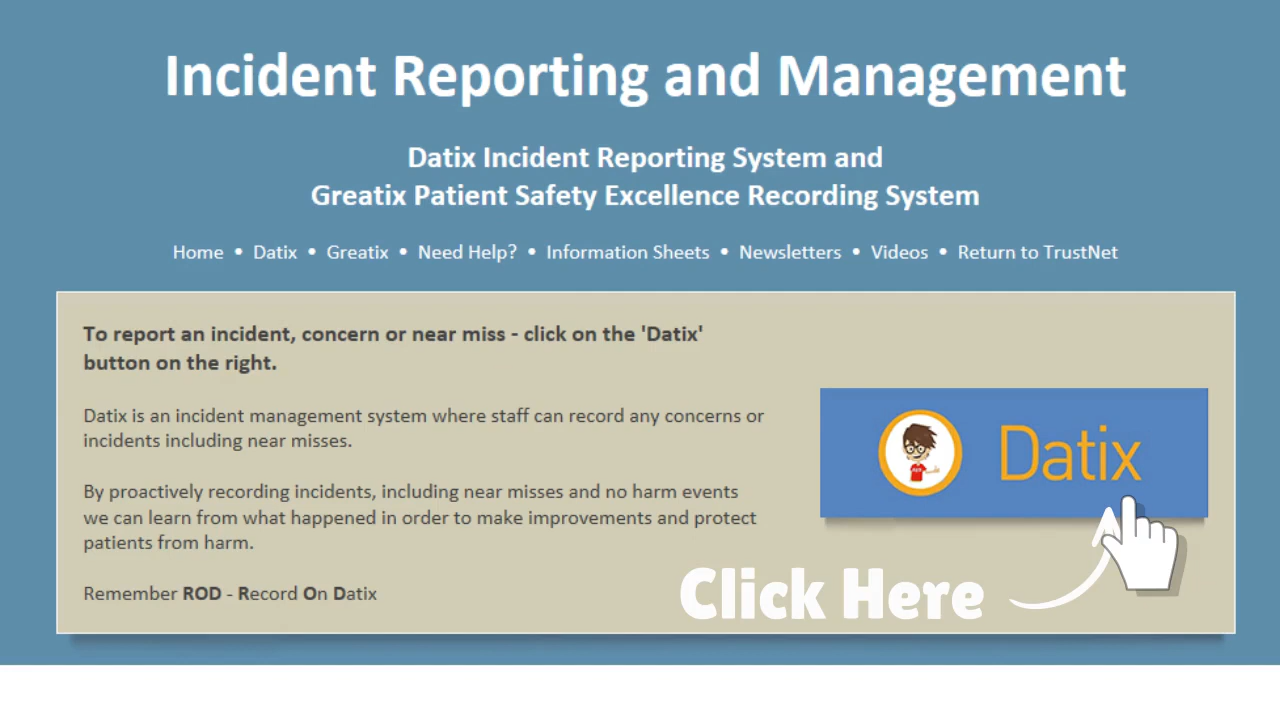 Incident Reporting and Management
Datix Incident Reporting System and
Greatix Patient Safety Excellence Recording System
Home • Datix • Greatix • Need Help? • Information Sheets • Newsletters • Videos • Return to TrustNet
To report an incident, concern or near miss - click on the 'Datix'
button on the right.
Datix is an incident management system where staff can record any concerns or
incidents including near misses.
By proactively recording incidents, including near misses and no harm events
we can learn from what happened in order to make improvements and protect
patients from harm.
Remember ROD - Record On Datix
Datix
Click Here